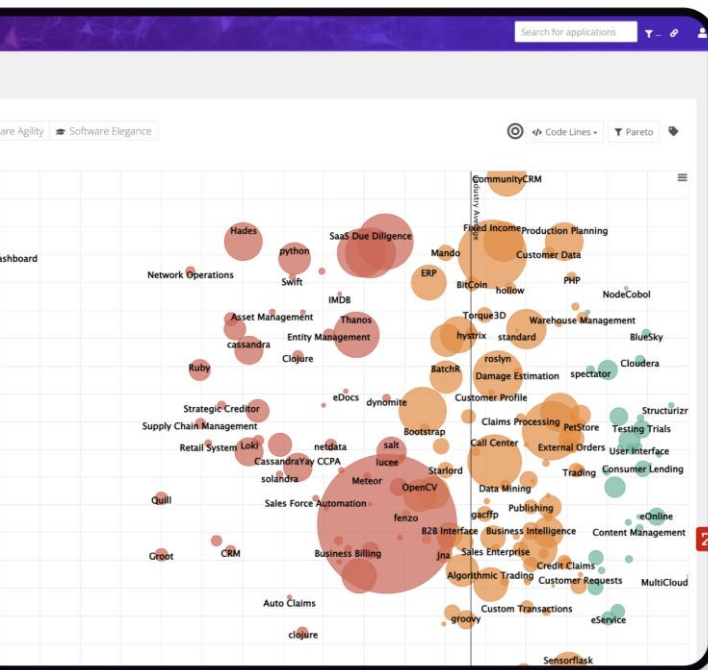 Search for applications
are Agility
Software Elegance
Code Lines
Pareto
CommunityCRM
Industry Average
Hades
SaaS Due Diligence
Fixed Income
Production Planning
python
Mando
Customer Data
ashboard
Network Operations
ERP
Swift
BitCoin
hollow
PHP
IMDB
NodeCobol
Asset Management
Thanos
Torque3D
Warehouse Management
Entity Management
hystrix
standard
BlueSky
cassandra
Clojure
roslyn
Cloudera
Ruby
BatchR
Damage Estimation
spectator
eDocs
dynomite
Customer Profile
Strategic Creditor
Structurizr
Supply Chain Management
Claims Processing
PetStore
Testing Trials
Bootstrap
Retail System
Loki
netdata
salt
Call Center
External Orders
User Interface
CassandraYay
CCPA
lucee
Starlord
Trading
Consumer Lending
solandra
Meteor
OpenCV
Data Mining
Quill
Sales Force Automation
fenzo
gacffp
Publishing
eOnline
B2B Interface
Business Intelligence
Content Management
Groot
CRM
Business Billing
jna
Sales Enterprise
Credit Claims
Algorithmic Trading
Customer Requests
MultiCloud
Auto Claims
Custom Transactions
groovy
eService
clojure
Sensorflask